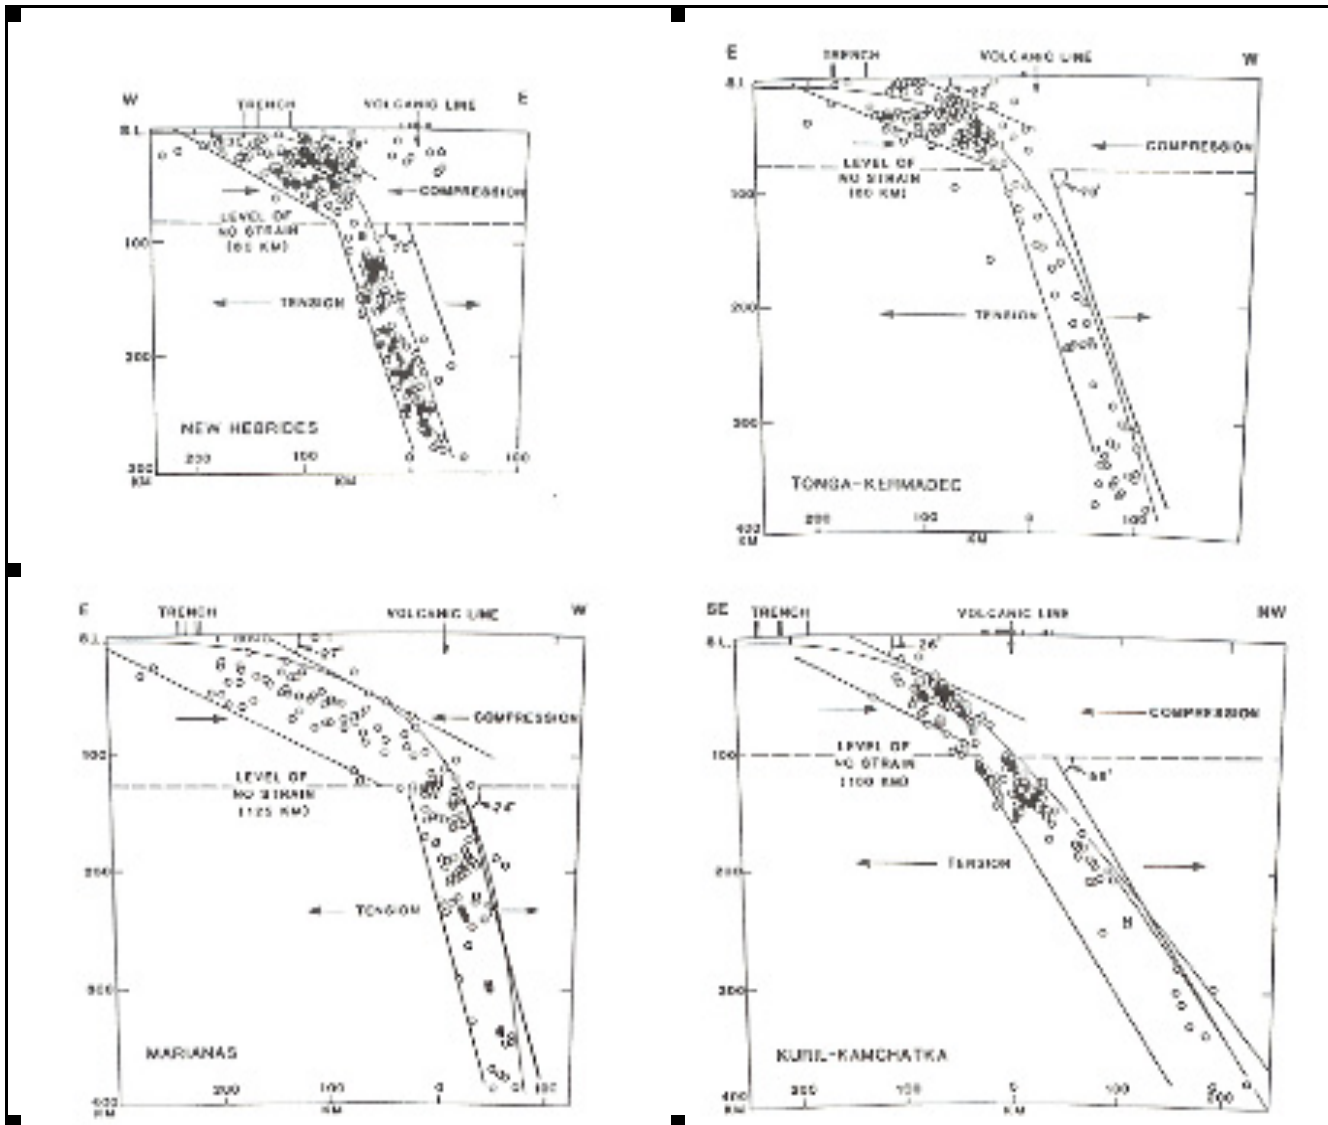 W
TRENCH
VOLCANIC LINE
E
COMPRESSION
LEVEL OF
NO STRAIN
100
TENSION
200
NEW HEBRIDES
200
100
0
100
300
KM
KM
E
TRENCH
VOLCANIC LINE
W
COMPRESSION
LEVEL OF
NO STRAIN
100
200
TENSION
300
TONGA-KERMADEC
200
100
0
100
400
KM
KM
E
TRENCH
VOLCANIC LINE
W
COMPRESSION
100
LEVEL OF
NO STRAIN
(125 KM)
200
TENSION
300
MARIANAS
200
100
0
100
400
KM
SE
TRENCH
VOLCANIC LINE
NW
COMPRESSION
100
LEVEL OF
NO STRAIN
(100 KM)
200
TENSION
300
KURIL-KAMCHATKA
200
100
0
100
200
400
KM
KM